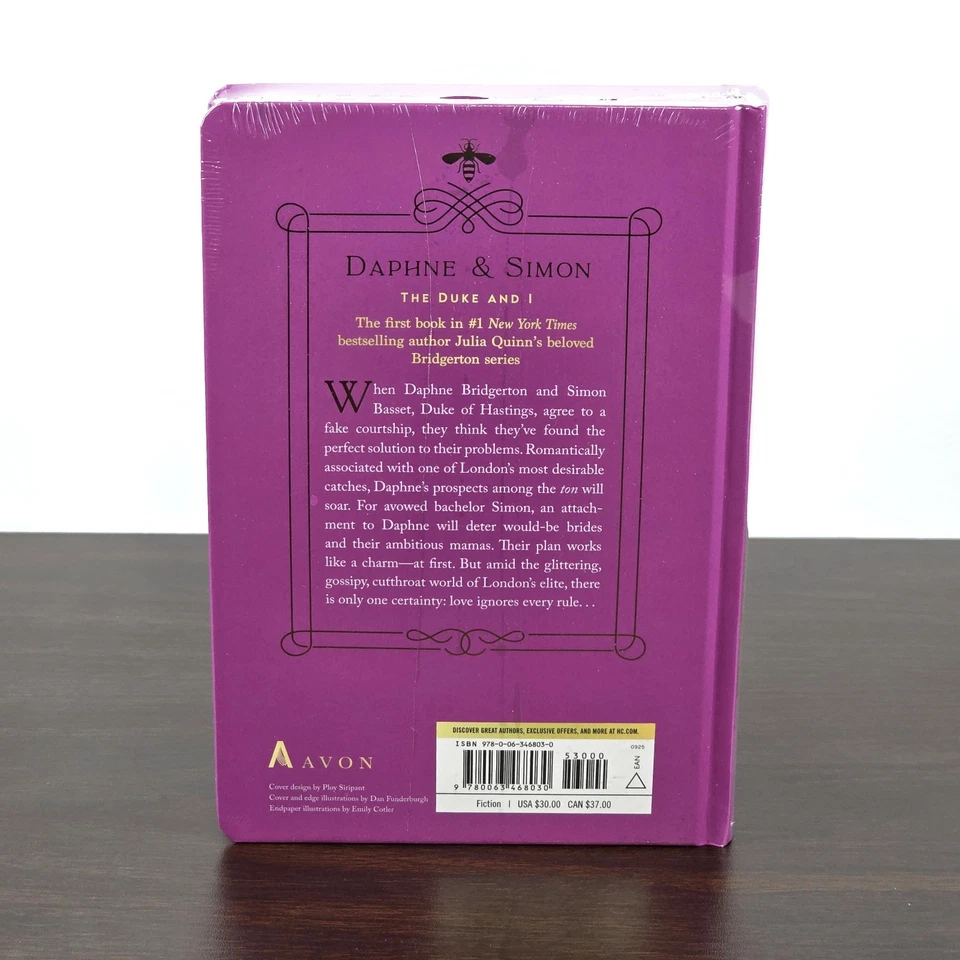 DAPHNE & SIMON
THE DUKE AND I
The first book in #1 New York Times
bestselling author Julia Quinn's beloved
Bridgerton series
When Daphne Bridgerton and Simon
Basset, Duke of Hastings, agree to a
fake courtship, they think they've found the
perfect solution to their problems. Romantically
associated with one of London's most desirable
catches, Daphne's prospects among the ton will
soar. For avowed bachelor Simon, an attach-
ment to Daphne will deter would-be brides
and their ambitious mamas. Their plan works
like a charm—at first. But amid the glittering,
gossipy, cutthroat world of London's elite, there
is only one certainty: love ignores every rule...
AVON
Cover design by Ploy Siripant
Cover and edge illustrations by Dan Funderburgh
Endpaper illustrations by Emily Cotler
DISCOVER GREAT AUTHORS, EXCLUSIVE OFFERS, AND MORE AT HC.COM.
ISBN 978-0-06-346803-0
53000
0925
EAN
9 780063 468030
Fiction | USA $30.00 CAN $37.00